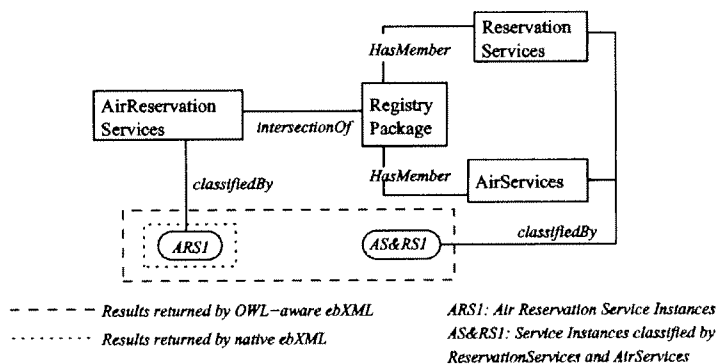 Reservation
Services
HasMember
AirReservation
Services
intersectionOf
Registry
Package
HasMember
AirServices
classifiedBy
ARS1
AS&RS1
classifiedBy
Results returned by OWL-aware ebXML
Results returned by native ebXML
ARS1: Air Reservation Service Instances
AS&RS1: Service Instances classified by
ReservationServices and AirServices